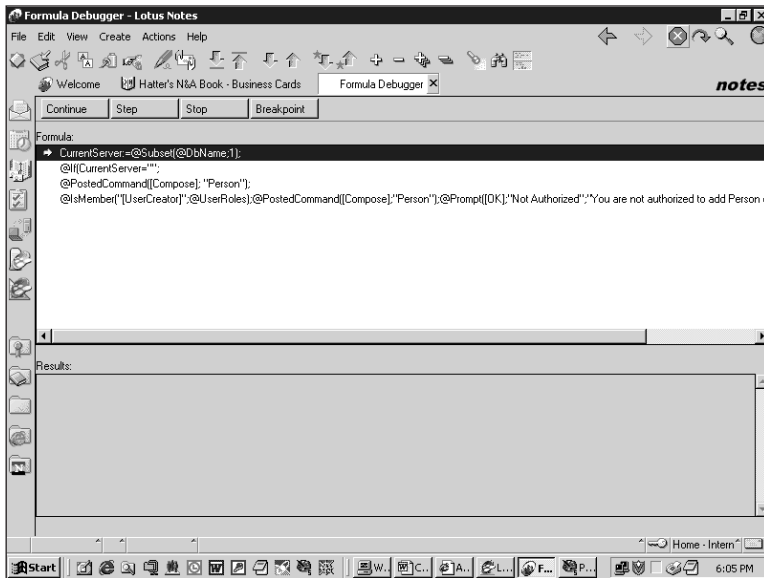 Formula Debugger - Lotus Notes
File Edit View Create Actions Help
Welcome Hatter's N&A Book - Business Cards Formula Debugger notes
Continue Step Stop Breakpoint
Formula:
CurrentServer:=@Subset(@DbName;1);
@If(CurrentServer="";
@PostedCommand([Compose]; "Person");
@IsMember("[UserCreator]";@UserRoles);@PostedCommand([Compose];"Person");@Prompt([OK];"Not Authorized";"You are not authorized to add Person
Results:
Home - Intern
Start W.. C.. A.. L.. F... P... 6:05 PM